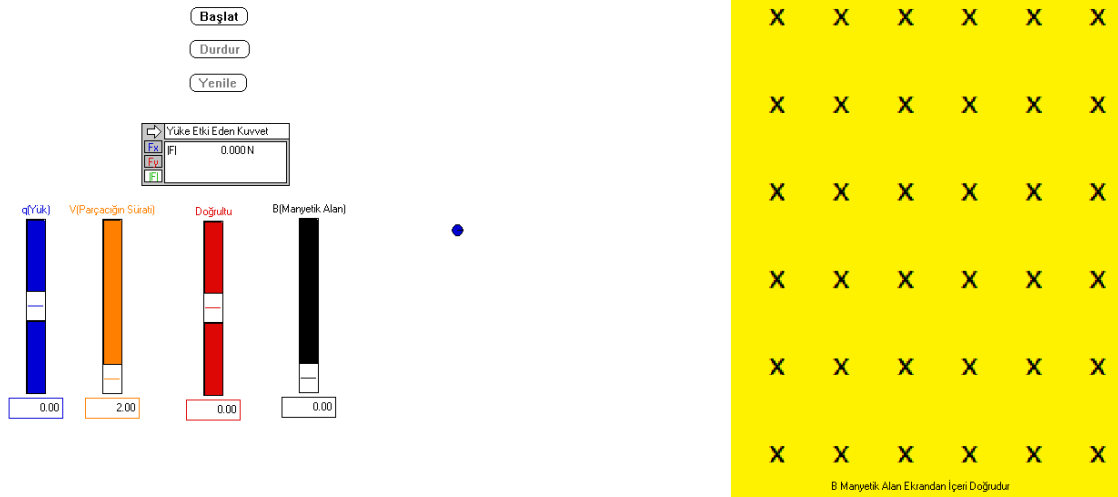 Başlat
Durdur
Yenile
Yüke Etki Eden Kuvvet
Fx
Fy
|F|
|F| 0.000 N
q(Yük) V(Parçacığın Sürati) Doğrultu B(Manyetik Alan)
0.00 2.00 0.00 0.00
X X X X X X
X X X X X X
X X X X X X
X X X X X X
X X X X X X
X X X X X X
B Manyetik Alan Ekrandan İçeri Doğrudur